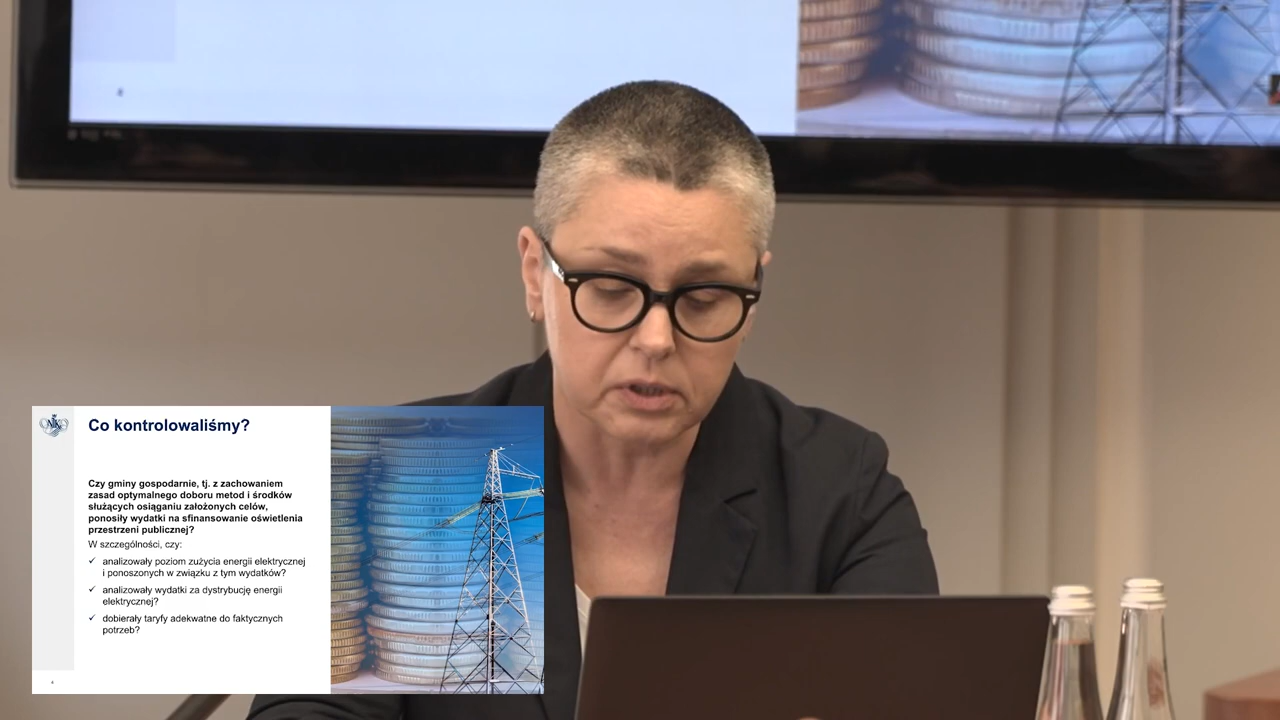 NIK
Co kontrolowaliśmy?
Czy gminy gospodarnie, tj. z zachowaniem
zasad optymalnego doboru metod i środków
służących osiąganiu założonych celów,
ponosiły wydatki na sfinansowanie oświetlenia
przestrzeni publicznej?
W szczególności, czy:
✓ analizowały poziom zużycia energii elektrycznej
i ponoszonych w związku z tym wydatków?
✓ analizowały wydatki za dystrybucję energii
elektrycznej?
✓ dobierały taryfy adekwatne do faktycznych
potrzeb?
4